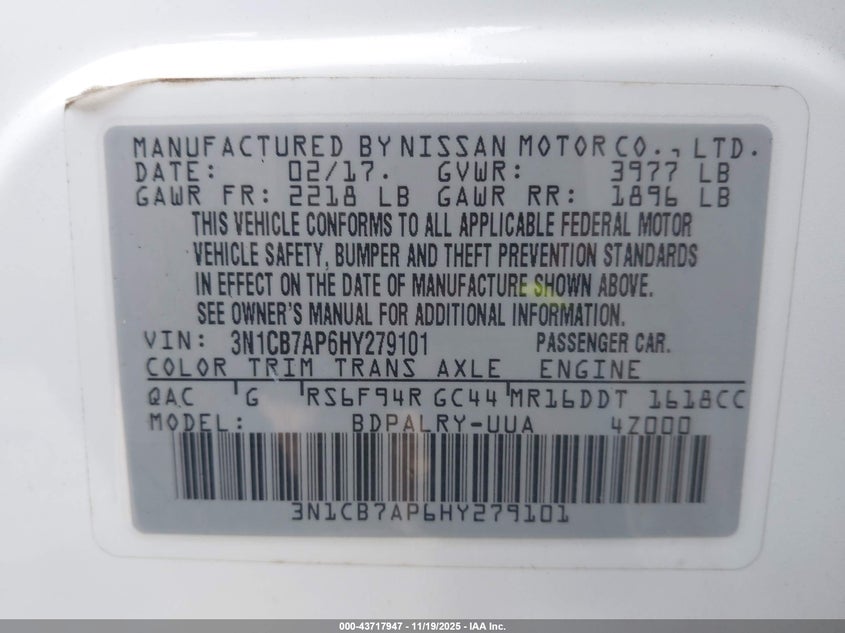 MANUFACTURED BY NISSAN MOTOR CO., LTD.
DATE: 02/17. GVWR: 3977 LB
GAWR FR: 2218 LB GAWR RR: 1896 LB
THIS VEHICLE CONFORMS TO ALL APPLICABLE FEDERAL MOTOR
VEHICLE SAFETY, BUMPER AND THEFT PREVENTION STANDARDS
IN EFFECT ON THE DATE OF MANUFACTURE SHOWN ABOVE.
SEE OWNER'S MANUAL FOR ADDITIONAL INFORMATION.
VIN: 3N1CB7AP6HY279101 PASSENGER CAR.
COLOR TRIM TRANS AXLE ENGINE
QAC G RS6F94R GC44 MR16DDT 1618CC
MODEL: BDPALRY-UUA 4Z000
3N1CB7AP6HY279101
000-43717947 - 11/19/2025 - IAA Inc.